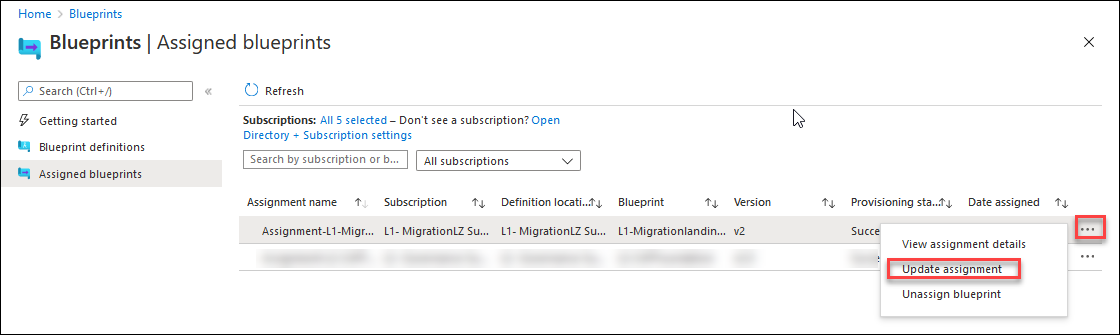 Home > Blueprints
Blueprints | Assigned blueprints
Search (Ctrl+/)
«
Getting started
Blueprint definitions
Assigned blueprints
Refresh
Subscriptions: All 5 selected – Don't see a subscription? Open
Directory + Subscription settings
Search by subscription or b...
All subscriptions
Assignment name Subscription Definition locati... Blueprint Version Provisioning sta... Date assigned
Assignment-L1-Migr... L1- MigrationLZ Su... L1- MigrationLZ Su... L1-Migrationlandin... v2 Succe
View assignment details
Update assignment
Unassign blueprint